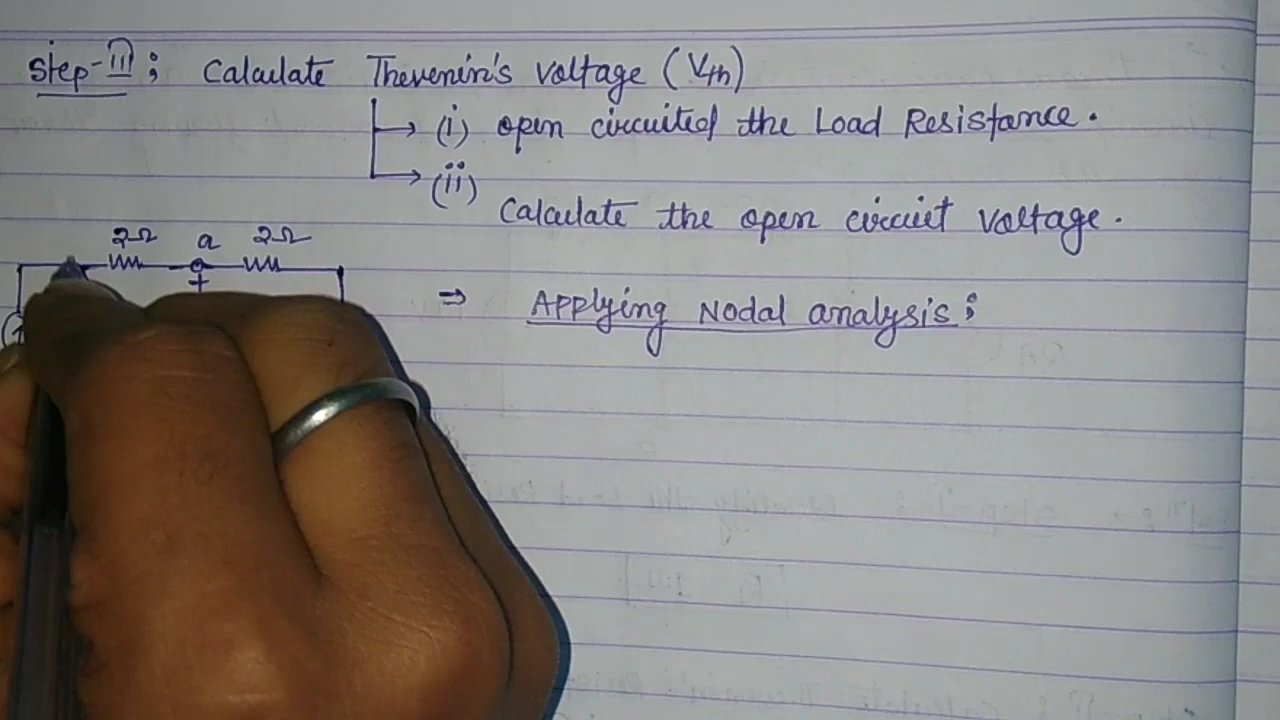 Step-II; Calculate Thevenin's voltage (Vth)
(i) open circuited the Load Resistance.
(ii) Calculate the open circuit voltage.
2Ω a 2Ω
+
⇒ Applying Nodal analysis;